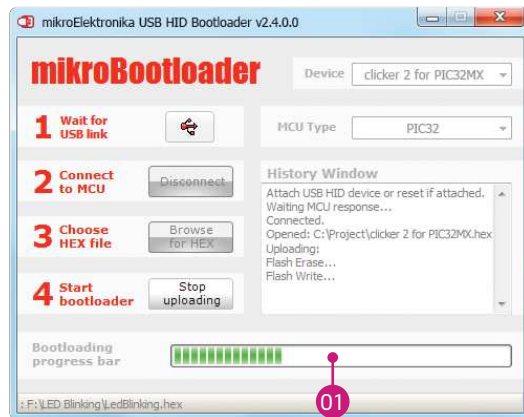 mikroElektronika USB HID Bootloader v2.4.0.0
mikroBootloader
Device clicker 2 for PIC32MX
1 Wait for
USB link
MCU Type PIC32
2 Connect
to MCU
Disconnect
3 Choose
HEX file
Browse
for HEX
4 Start
bootloader
Stop
uploading
History Window
Attach USB HID device or reset if attached.
Waiting MCU response...
Connected.
Opened: C:\Project\clicker 2 for PIC32MX.hex
Uploading:
Flash Erase...
Flash Write...
Bootloading
progress bar
01
: F:\LED Blinking\LedBlinking.hex